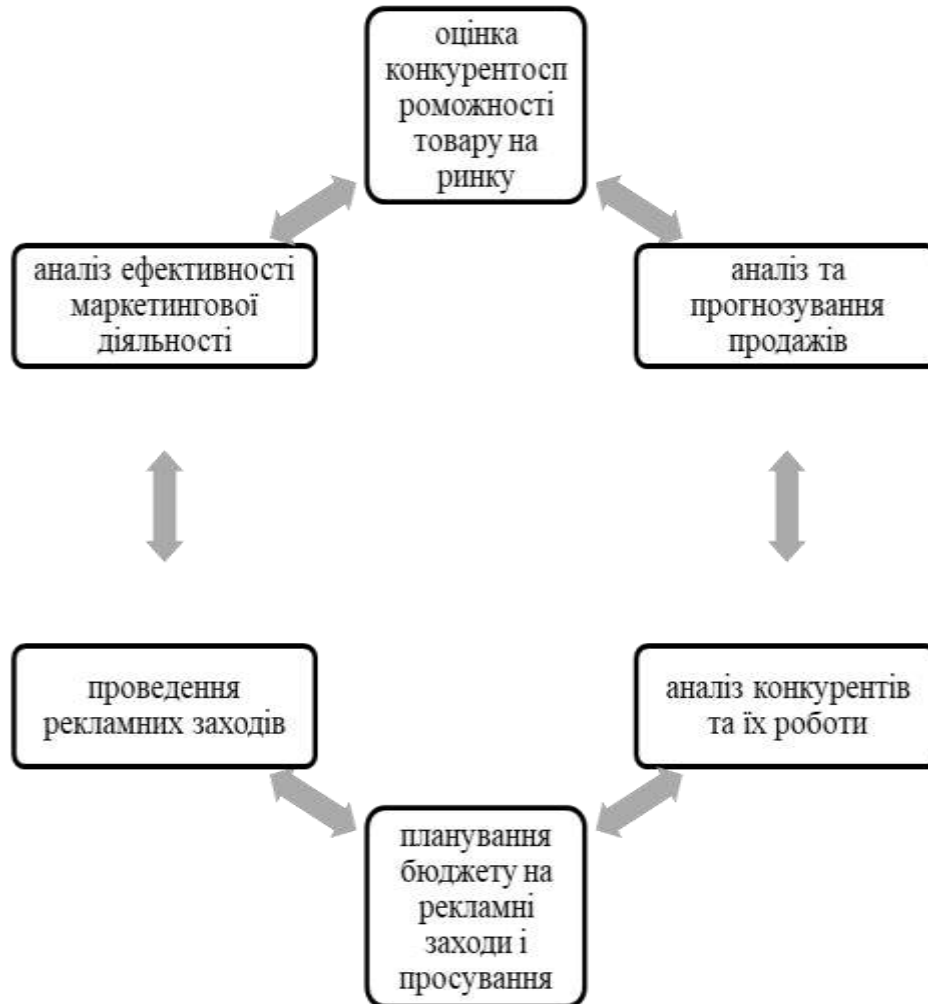 оцінка
конкурентосп
роможності
товару на
ринку
аналіз ефективності
маркетингової
діяльності
аналіз та
прогнозування
продажів
проведення
рекламних заходів
аналіз конкурентів
та їх роботи
планування
бюджету на
рекламні
заходи і
просування